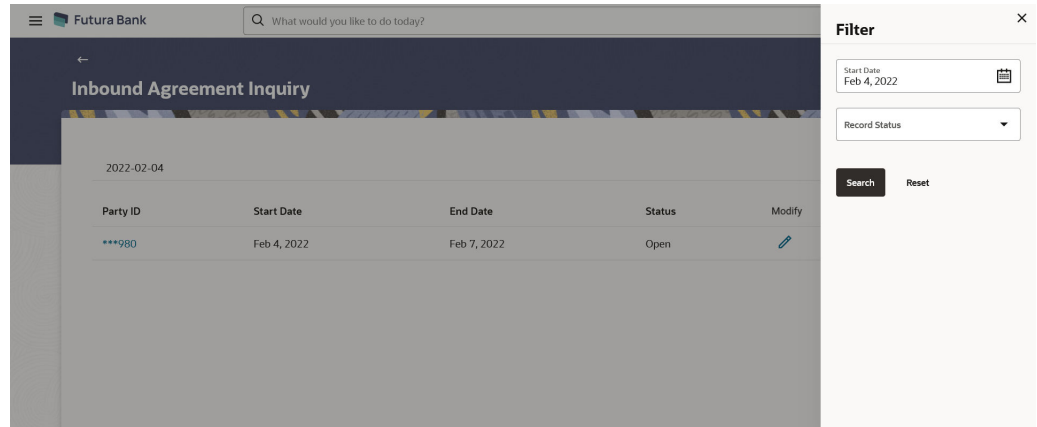 Futura Bank
What would you like to do today?
Inbound Agreement Inquiry
2022-02-04
Party ID Start Date End Date Status Modify
***980 Feb 4, 2022 Feb 7, 2022 Open
Filter
Start Date
Feb 4, 2022
Record Status
Search Reset